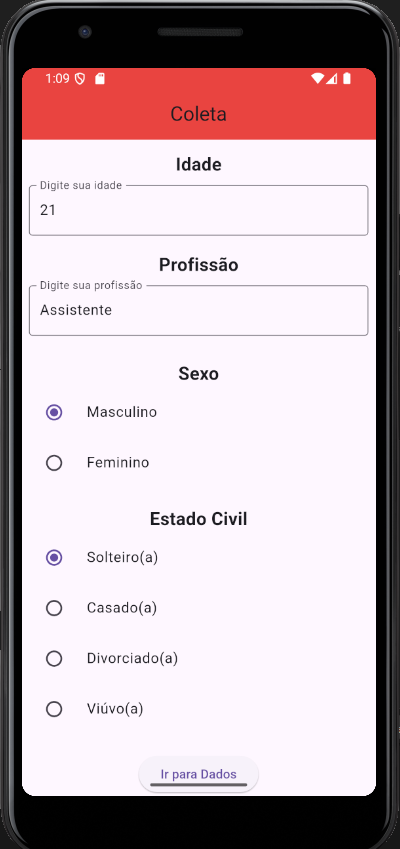 1:09
Coleta
Idade
Digite sua idade
21
Profissão
Digite sua profissão
Assistente
Sexo
Masculino
Feminino
Estado Civil
Solteiro(a)
Casado(a)
Divorciado(a)
Viúvo(a)
Ir para Dados